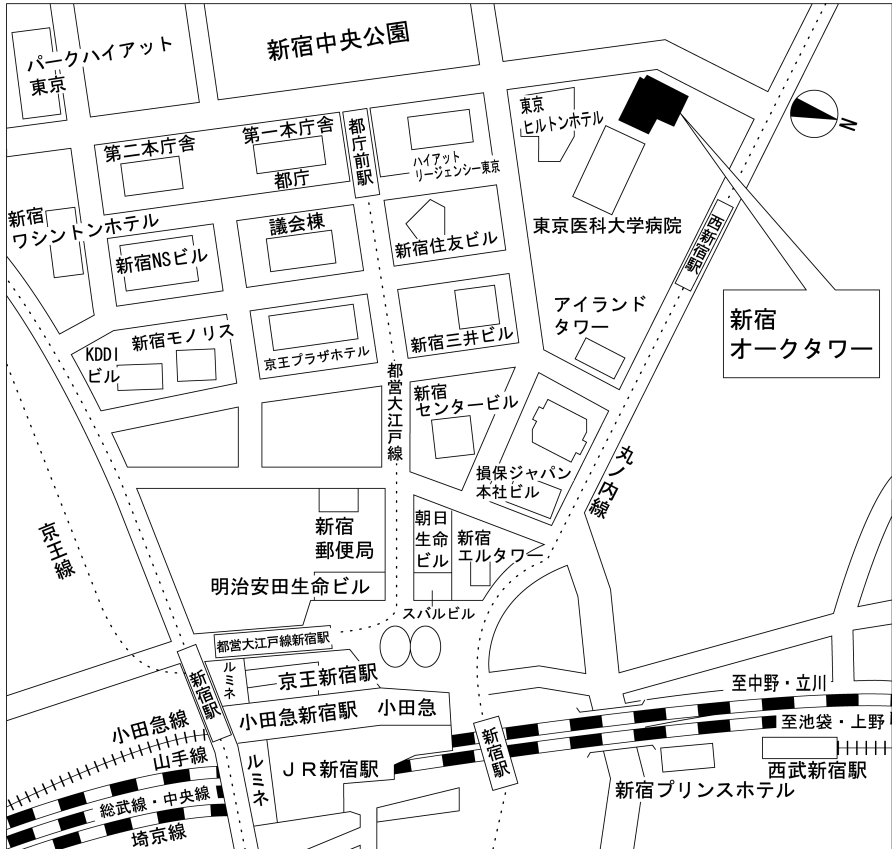 パークハイアット
東京
新宿中央公園
東京
ヒルトンホテル
N
第二本庁舎
第一本庁舎
都庁
都庁前駅
ハイアット
リージェンシー東京
新宿
ワシントンホテル
新宿NSビル
議会棟
新宿住友ビル
東京医科大学病院
西新宿駅
新宿
オークタワー
アイランド
タワー
KDDI
ビル
新宿モノリス
京王プラザホテル
新宿三井ビル
都営大江戸線
新宿
センタービル
損保ジャパン
本社ビル
丸ノ内線
京王線
新宿
郵便局
朝日
生命
ビル
新宿
エルタワー
明治安田生命ビル
スバルビル
都営大江戸線新宿駅
ルミネ
新宿駅
京王新宿駅
小田急新宿駅
小田急
至中野・立川
至池袋・上野
小田急線
山手線
総武線・中央線
埼京線
ルミネ
JR新宿駅
新宿駅
新宿プリンスホテル
西武新宿駅